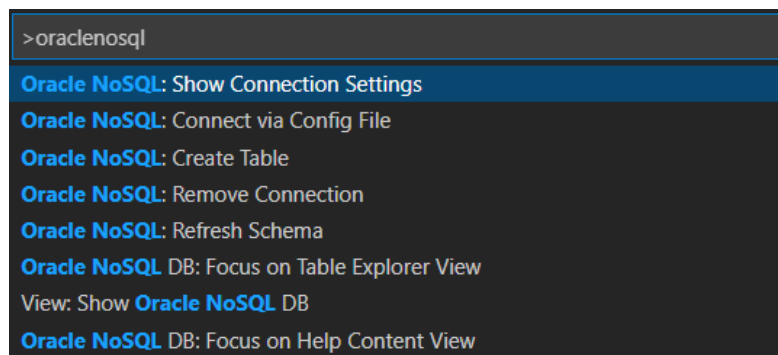 >oraclenosql
Oracle NoSQL: Show Connection Settings
Oracle NoSQL: Connect via Config File
Oracle NoSQL: Create Table
Oracle NoSQL: Remove Connection
Oracle NoSQL: Refresh Schema
Oracle NoSQL DB: Focus on Table Explorer View
View: Show Oracle NoSQL DB
Oracle NoSQL DB: Focus on Help Content View